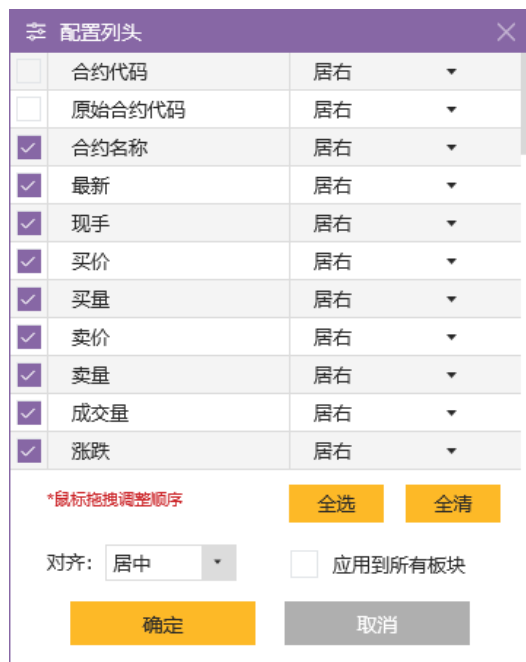 配置列头
合约代码 居右
原始合约代码 居右
合约名称 居右
最新 居右
现手 居右
买价 居右
买量 居右
卖价 居右
卖量 居右
成交量 居右
涨跌 居右
*鼠标拖拽调整顺序 全选 全清
对齐: 居中 应用到所有板块
确定 取消